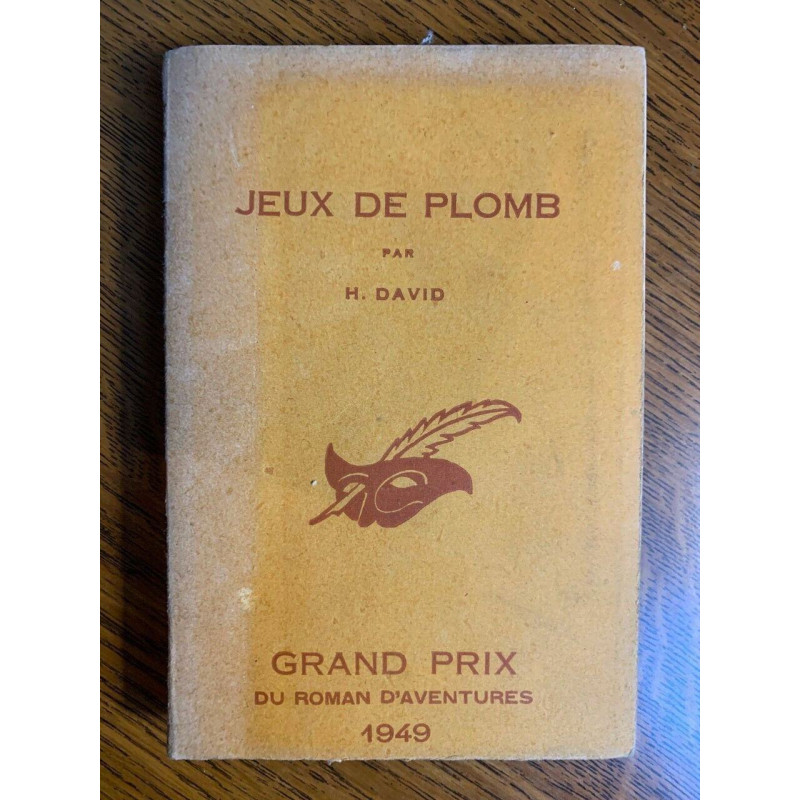 JEUX DE PLOMB
PAR
H. DAVID
GRAND PRIX
DU ROMAN D'AVENTURES
1949